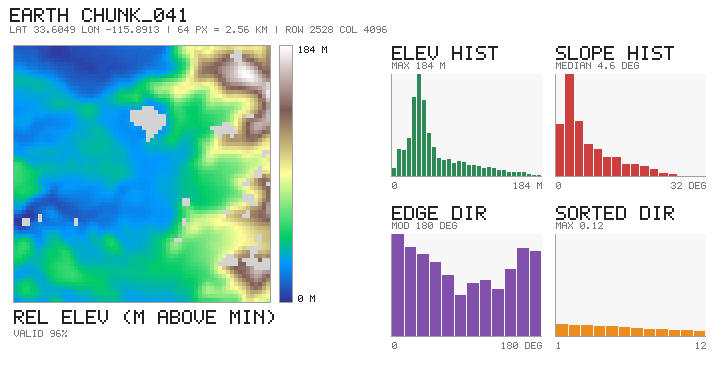 EARTH CHUNK_041
LAT 33.6049 LON -115.8913 | 64 PX = 2.56 KM | ROW 2528 COL 4096
184 M
0 M
REL ELEV (M ABOVE MIN)
VALID 96%
ELEV HIST
MAX 184 M
0 184 M
SLOPE HIST
MEDIAN 4.6 DEG
0 32 DEG
EDGE DIR
MOD 180 DEG
0 180 DEG
SORTED DIR
MAX 0.12
1 12